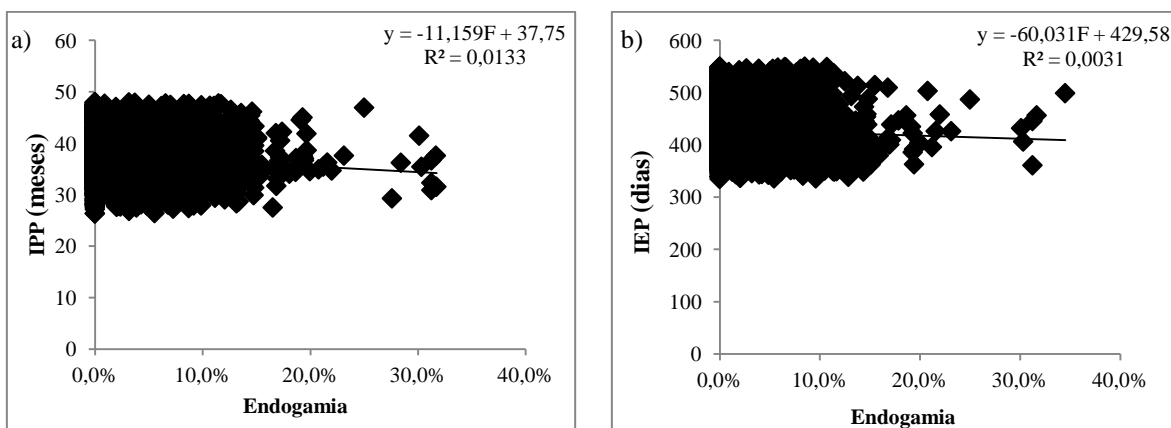 a)
y = -11,159F + 37,75
R² = 0,0133
60
50
40
30
20
10
0
IPP (meses)
0,0%
10,0%
20,0%
30,0%
40,0%
Endogamia
b)
y = -60,031F + 429,58
R² = 0,0031
600
500
400
300
200
100
0
IEP (dias)
0,0%
10,0%
20,0%
30,0%
40,0%
Endogamia